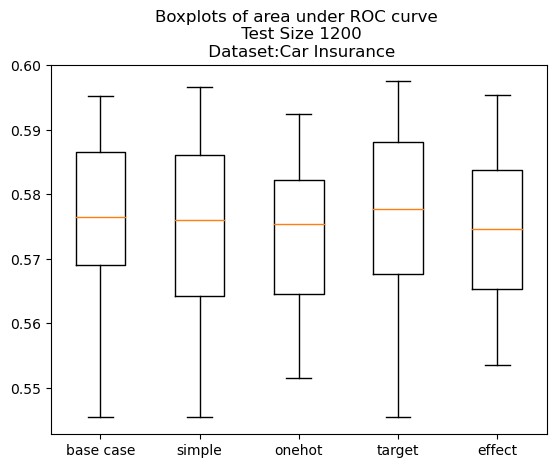 Boxplots of area under ROC curve
Test Size 1200
Dataset:Car Insurance
0.60
0.59
0.58
0.57
0.56
0.55
base case simple onehot target effect